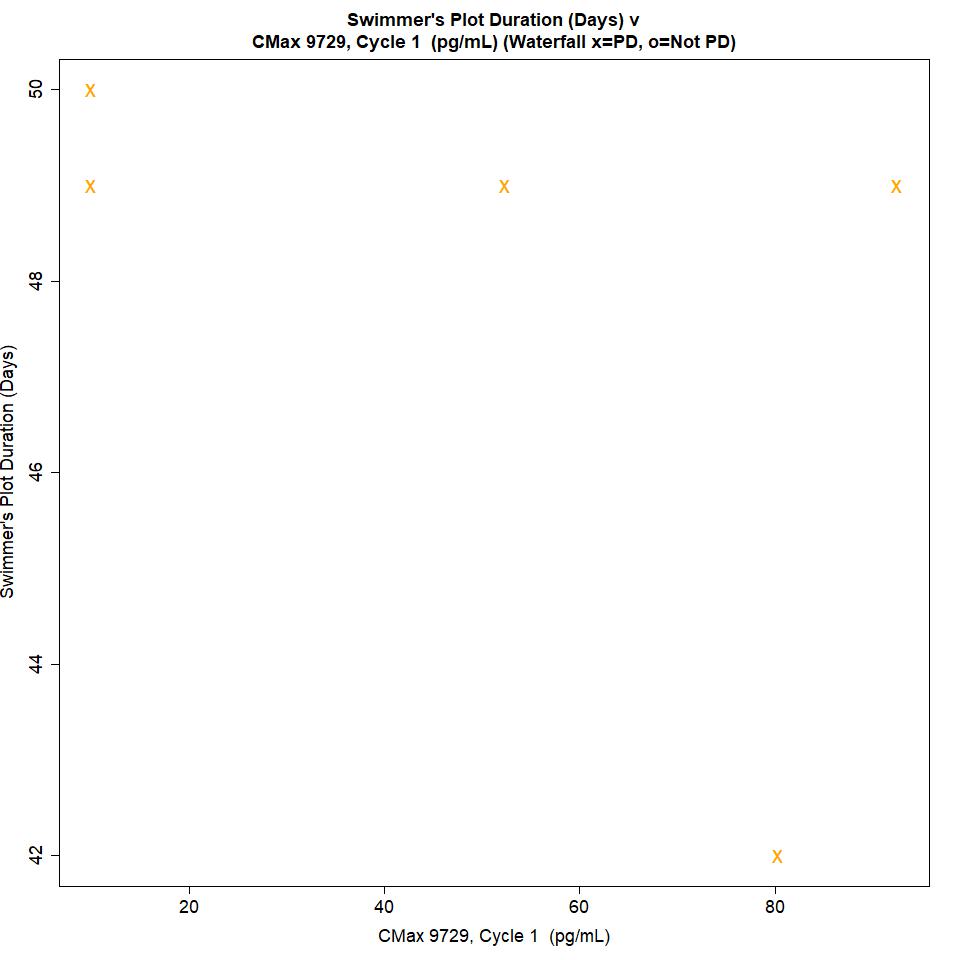 Swimmer's Plot Duration (Days) v
CMax 9729, Cycle 1  (pg/mL) (Waterfall x=PD, o=Not PD)
50
X
X
X
X
48
Swimmer's Plot Duration (Days)
46
44
42
X
20
40
60
80
CMax 9729, Cycle 1  (pg/mL)